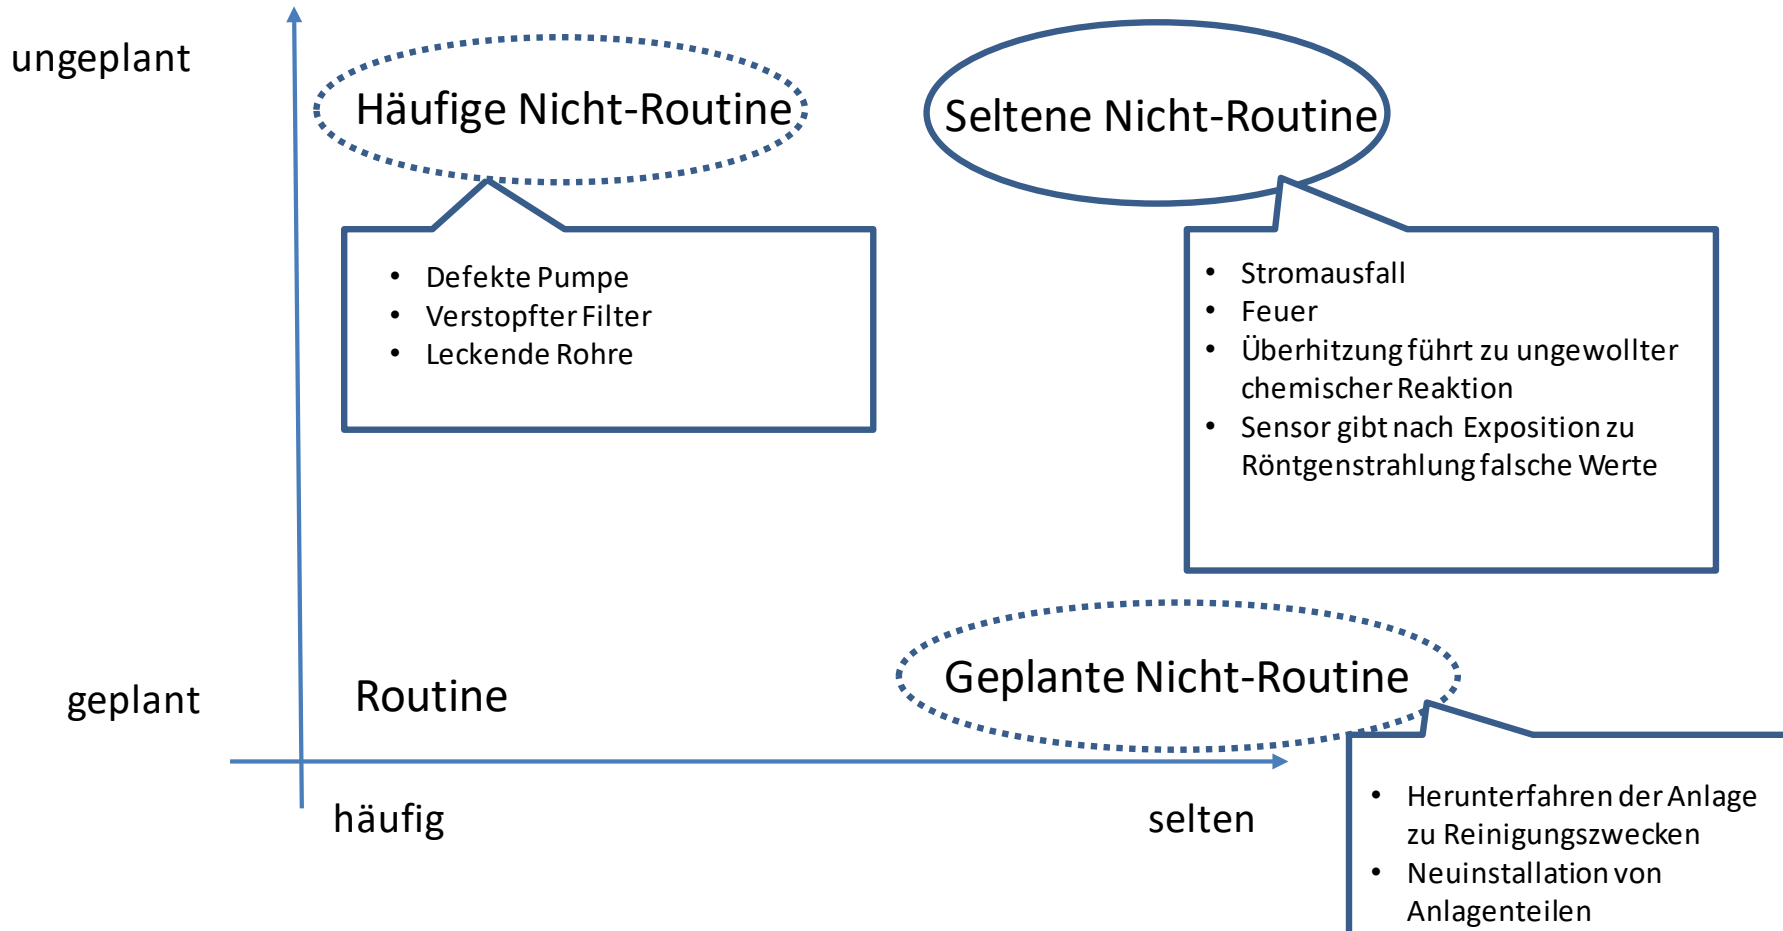 ungeplant
Häufige Nicht-Routine
Seltene Nicht-Routine
• Defekte Pumpe
• Verstopfter Filter
• Leckende Rohre
• Stromausfall
• Feuer
• Überhitzung führt zu ungewollter
chemischer Reaktion
• Sensor gibt nach Exposition zu
Röntgenstrahlung falsche Werte
geplant
Routine
Geplante Nicht-Routine
häufig
selten
• Herunterfahren der Anlage
zu Reinigungszwecken
• Neuinstallation von
Anlagenteilen